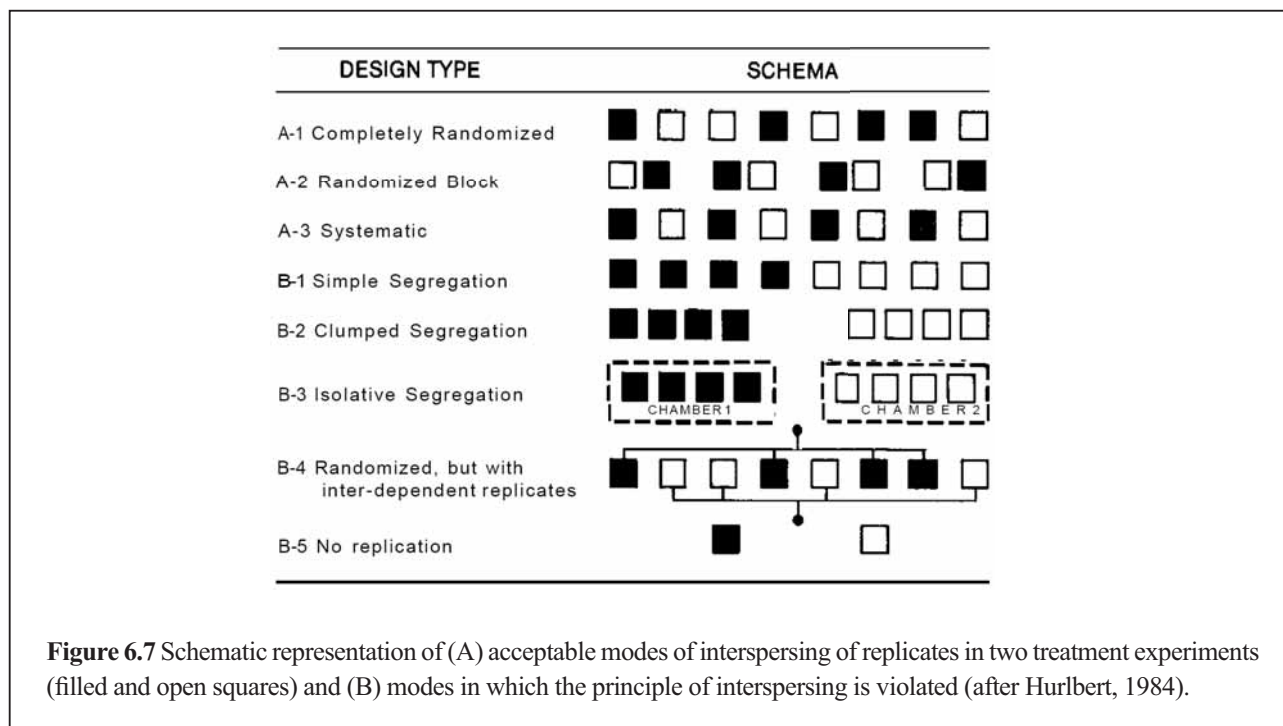 DESIGN TYPE SCHEMA
A-1 Completely Randomized
A-2 Randomized Block
A-3 Systematic
B-1 Simple Segregation
B-2 Clumped Segregation
B-3 Isolative Segregation
CHAMBER1 CHAMBER2
B-4 Randomized, but with
inter-dependent replicates
B-5 No replication
Figure 6.7 Schematic representation of (A) acceptable modes of interspersing of replicates in two treatment experiments
(filled and open squares) and (B) modes in which the principle of interspersing is violated (after Hurlbert, 1984).